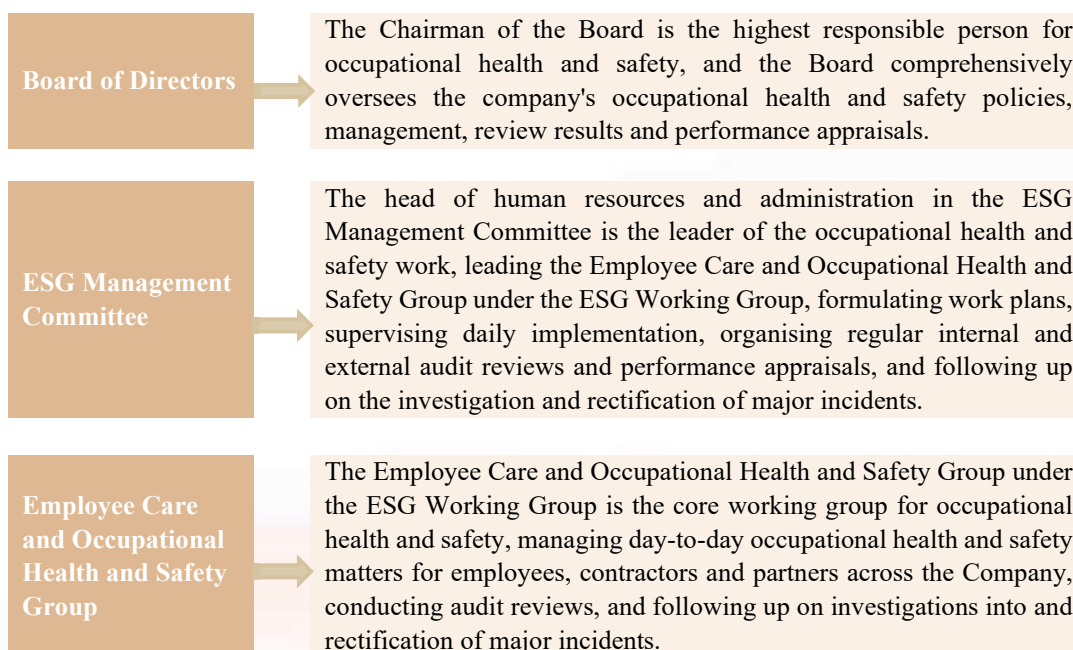 Board of Directors
The Chairman of the Board is the highest responsible person for
occupational health and safety, and the Board comprehensively
oversees the company's occupational health and safety policies,
management, review results and performance appraisals.
ESG Management
Committee
The head of human resources and administration in the ESG
Management Committee is the leader of the occupational health and
safety work, leading the Employee Care and Occupational Health and
Safety Group under the ESG Working Group, formulating work plans,
supervising daily implementation, organising regular internal and
external audit reviews and performance appraisals, and following up
on the investigation and rectification of major incidents.
Employee Care
and Occupational
Health and Safety
Group
The Employee Care and Occupational Health and Safety Group under
the ESG Working Group is the core working group for occupational
health and safety, managing day-to-day occupational health and safety
matters for employees, contractors and partners across the Company,
conducting audit reviews, and following up on investigations into and
rectification of major incidents.